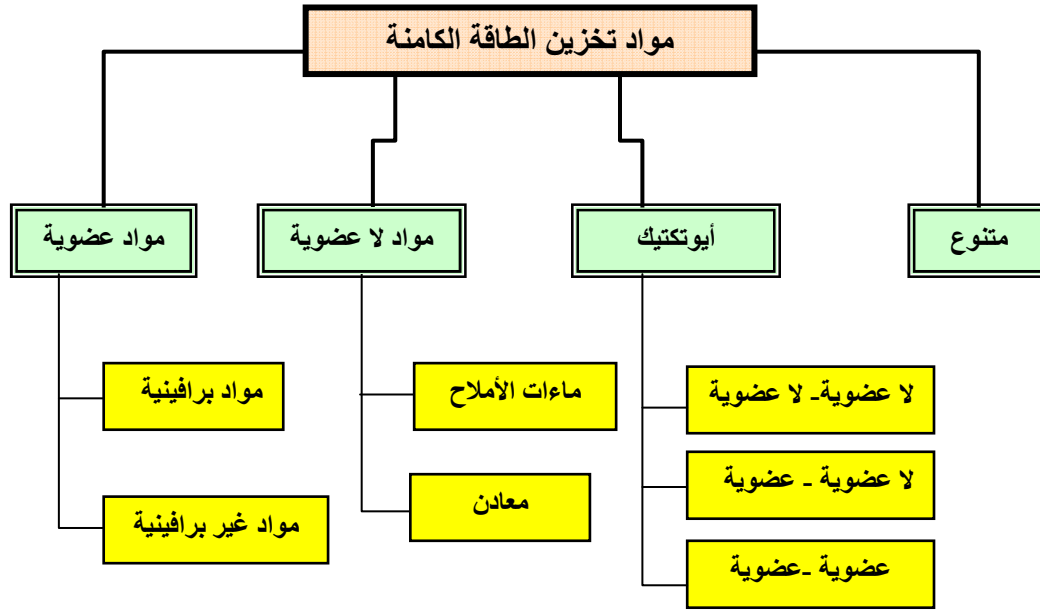 مواد تخزين الطاقة الكامنة
متنوع
أيوتكتيك
مواد لا عضوية
مواد عضوية
لا عضوية- لا عضوية
لا عضوية - عضوية
عضوية -عضوية
ماءات الأملاح
معادن
مواد برافينية
مواد غير برافينية